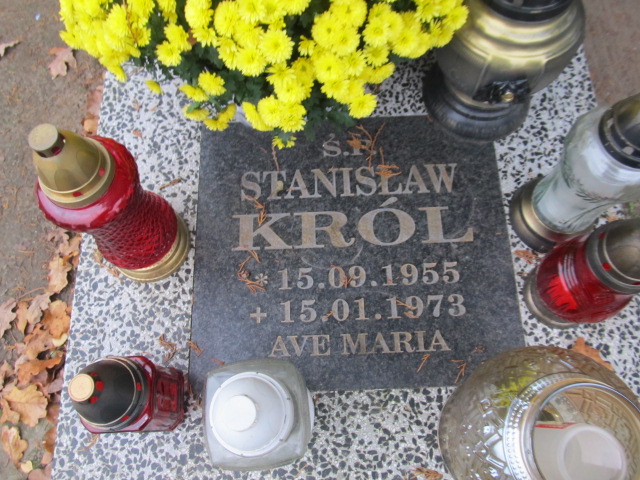 Ś.P.
STANISŁAW
KRÓL
* 15.09.1955
+ 15.01.1973
AVE MARIA